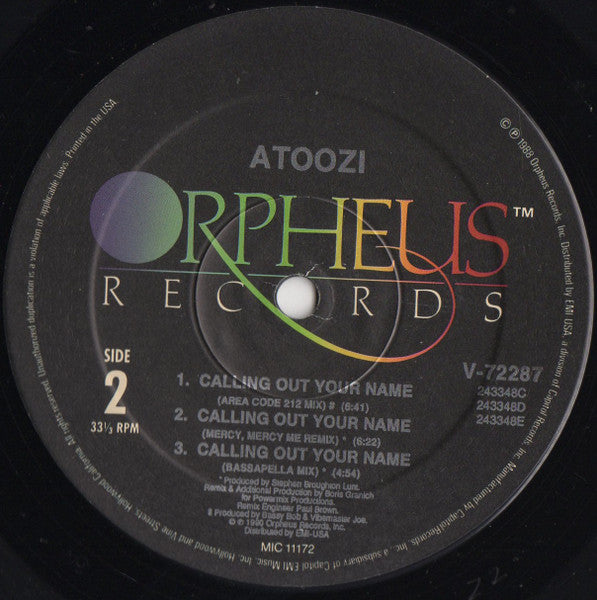 ATOOZI
ORPHEUS™
RECORDS
SIDE
2
33⅓ RPM
V-72287
243348C
243348D
243348E
1. CALLING OUT YOUR NAME
(AREA CODE 212 MIX) # (6:41)
2. CALLING OUT YOUR NAME
(MERCY, MERCY ME REMIX) * (6:22)
3. CALLING OUT YOUR NAME
(BASSAPELLA MIX) * (4:54)
* Produced by Stephen Broughton Lunt.
Remix & Additional Production by Boris Granich
for Powermix Productions.
Remix Engineer Paul Brown.
# Produced by Bassy Bob & Vibemaster Joe.
© ℗ 1990 Orpheus Records, Inc.
Distributed by EMI-USA
MIC 11172
© ℗ 1988 Orpheus Records, Inc. Distributed by EMI-USA, a division of Capitol Records, Inc. Manufactured by Capitol Records, Inc., a subsidiary of Capitol-EMI Music, Inc. Hollywood and Vine Streets, Hollywood, California. All rights reserved. Unauthorized duplication is a violation of applicable laws. Printed in the USA.